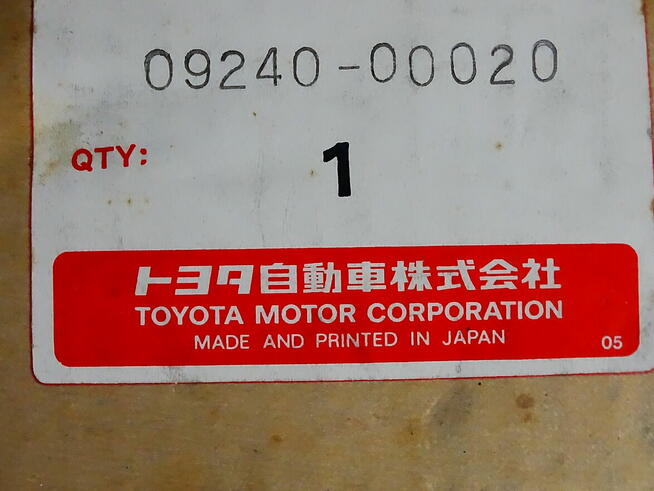 09240-00020
QTY: 1
トヨタ自動車株式会社
TOYOTA MOTOR CORPORATION
MADE AND PRINTED IN JAPAN 05